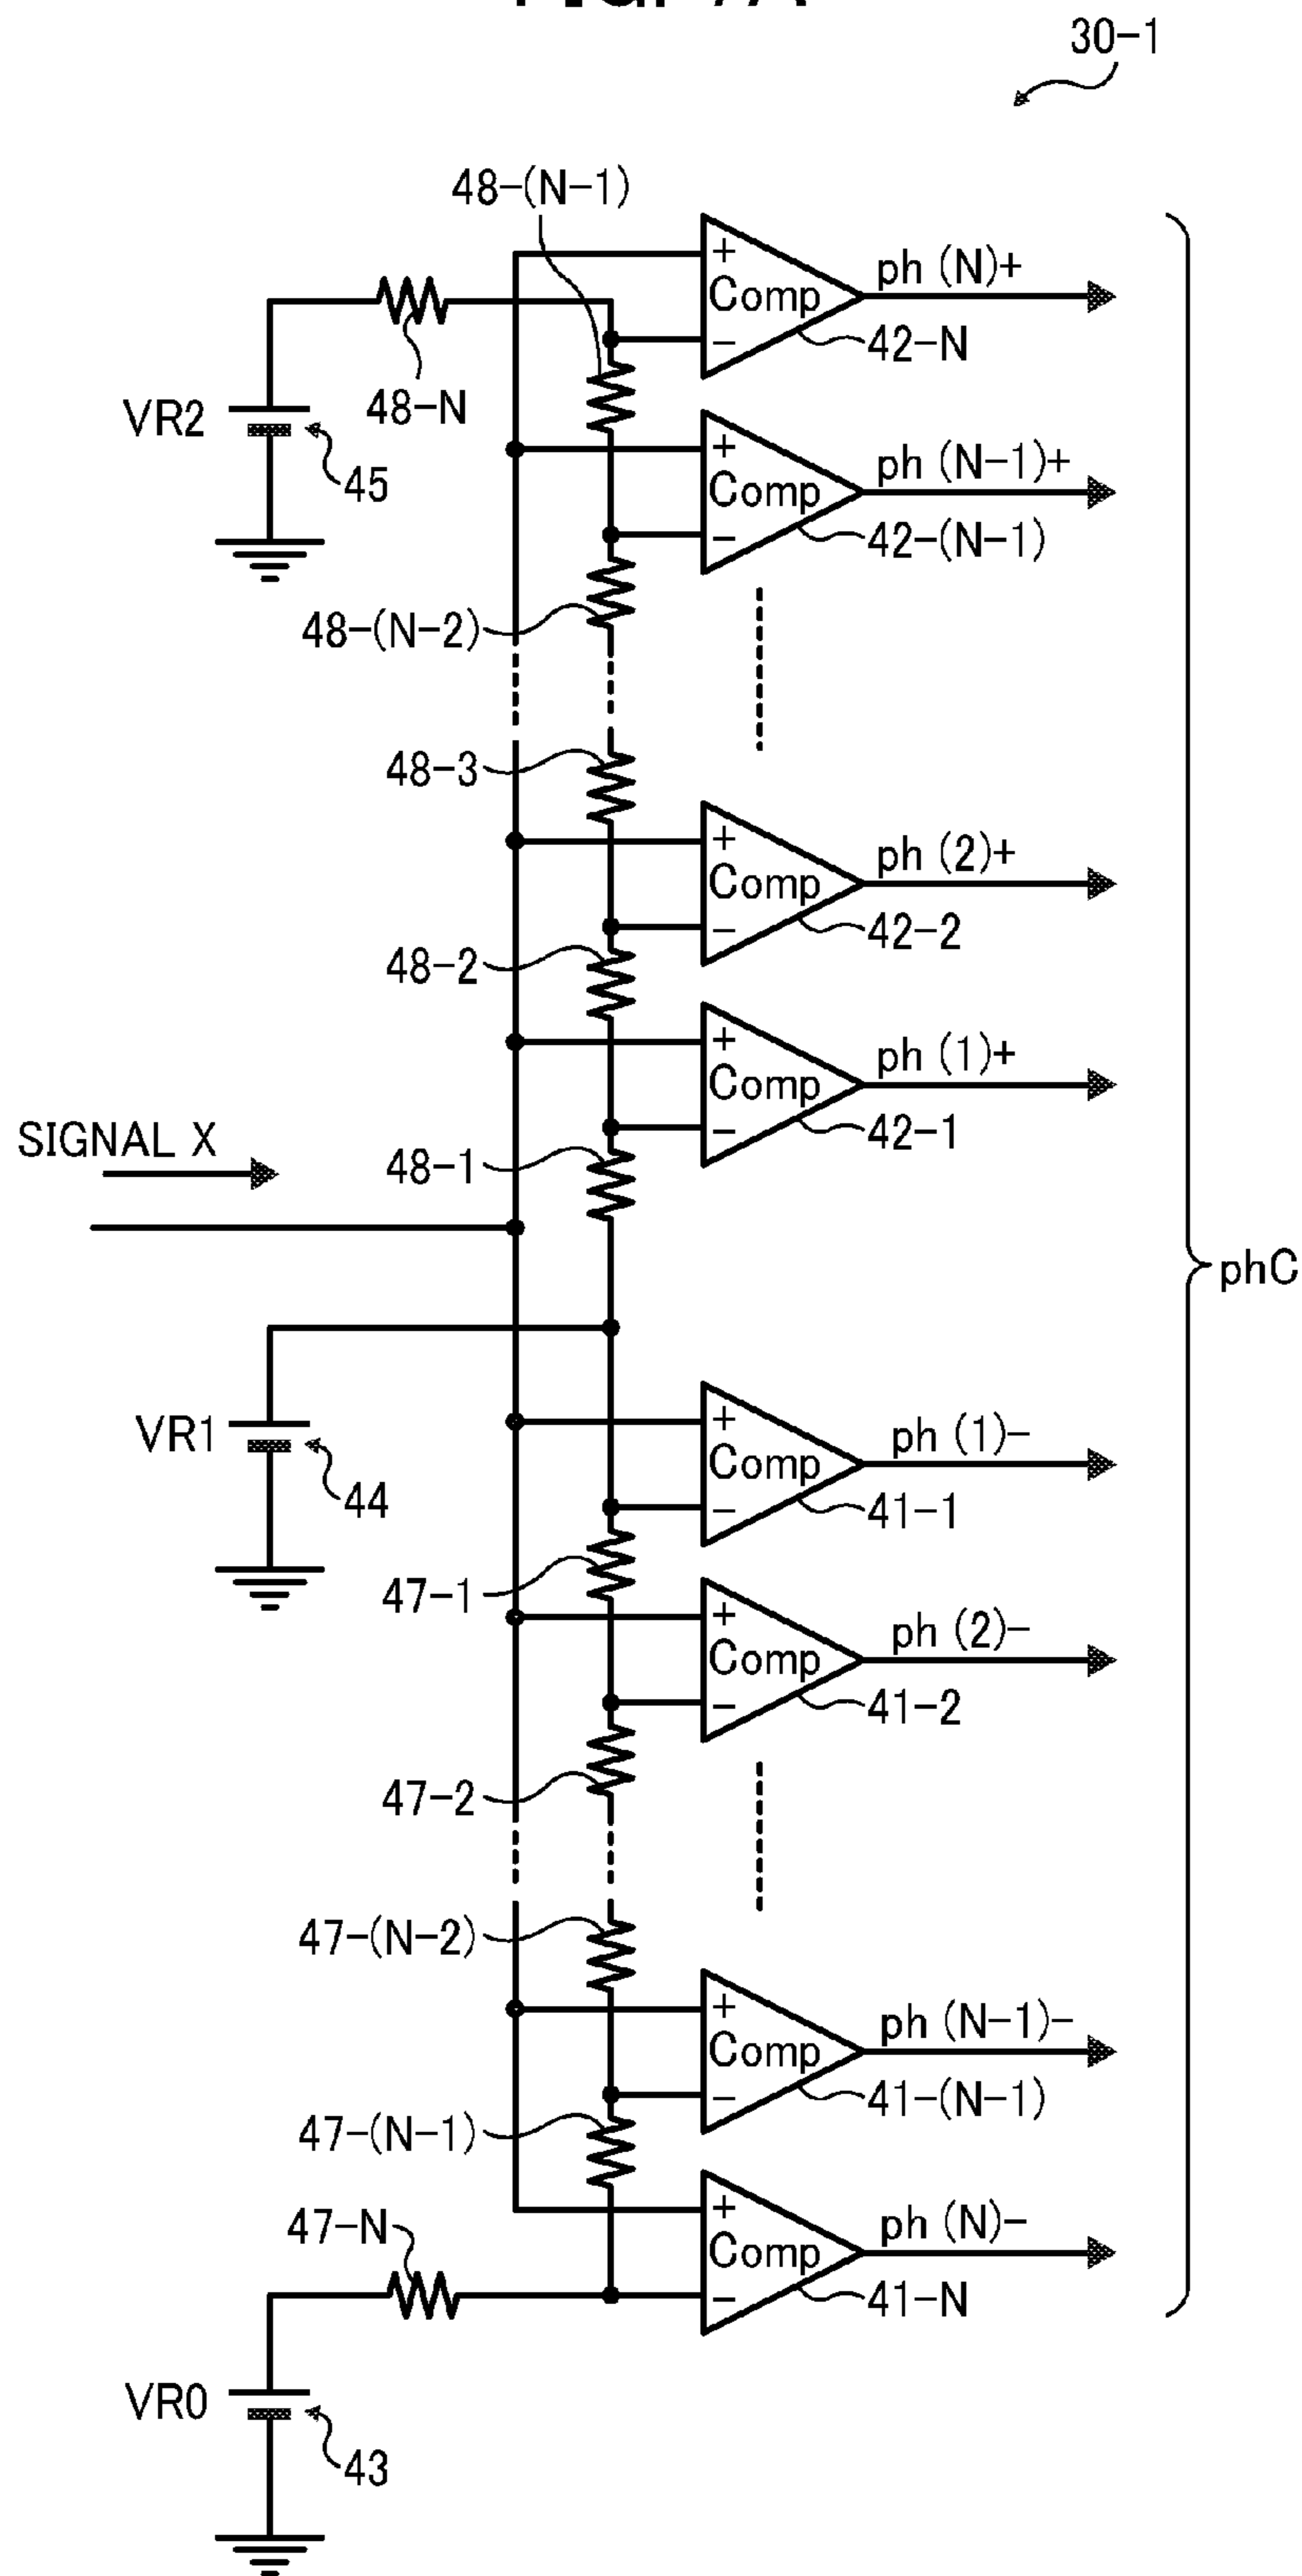 30-1
48-(N-1)
+
Comp
-
ph (N)+
42-N
48-N
VR2
45
+
Comp
-
ph (N-1)+
42-(N-1)
48-(N-2)
48-3
+
Comp
-
ph (2)+
42-2
48-2
+
Comp
-
ph (1)+
42-1
SIGNAL X
48-1
phC
VR1
44
+
Comp
-
ph (1)-
41-1
47-1
+
Comp
-
ph (2)-
41-2
47-2
47-(N-2)
+
Comp
-
ph (N-1)-
41-(N-1)
47-(N-1)
47-N
+
Comp
-
ph (N)-
41-N
VR0
43